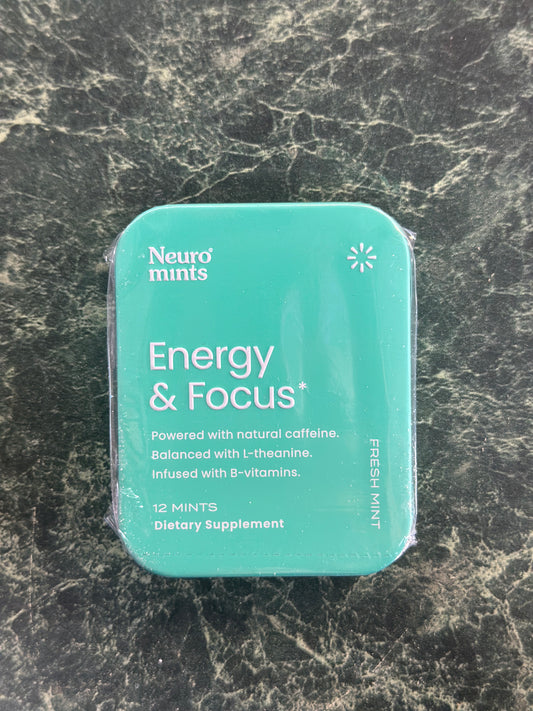 Neuro®
mints
Energy
& Focus*
Powered with natural caffeine.
Balanced with L-theanine.
Infused with B-vitamins.
12 MINTS
Dietary Supplement
FRESH MINT